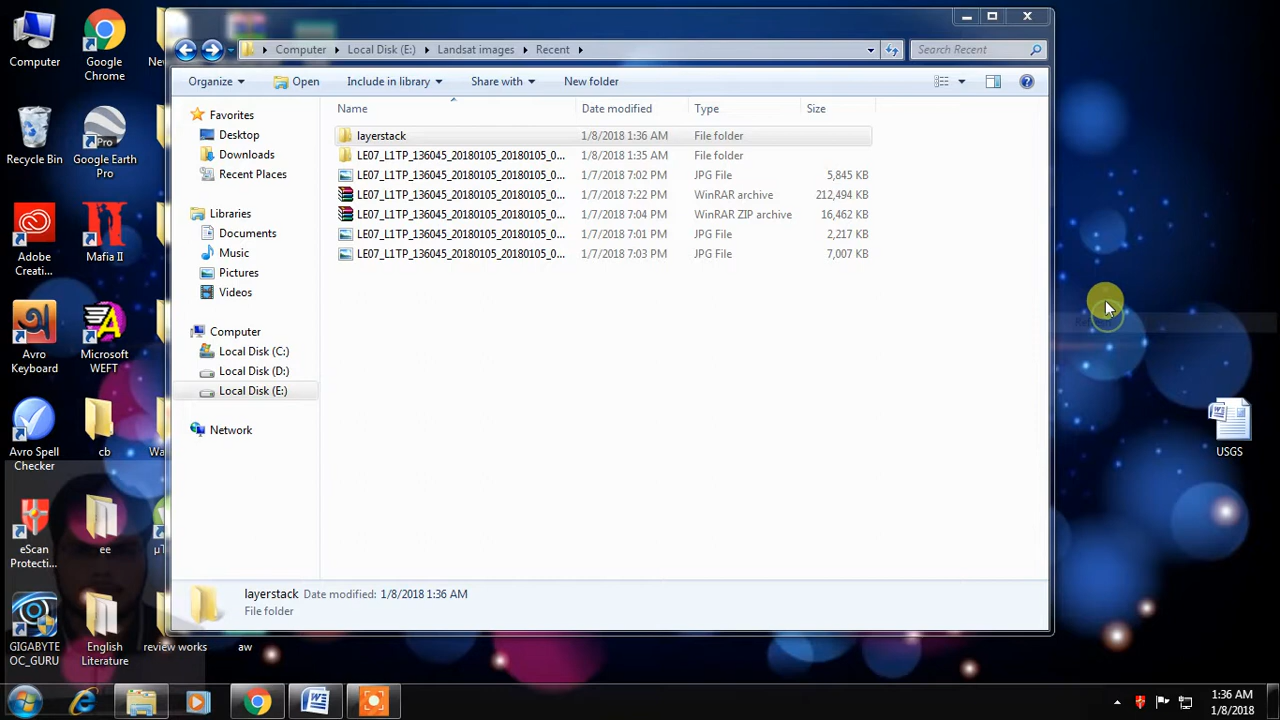 Computer
Google
Chrome
Recycle Bin
Google Earth
Pro
Adobe
Creati...
Mafia II
Avro
Keyboard
Microsoft
WEFT
Avro Spell
Checker
cb
Wa
eScan
Protecti...
ee
µT
GIGABYTE
OC_GURU
English
Literature
review works
aw
Computer Local Disk (E:) Landsat images Recent
Search Recent
Organize Open Include in library Share with New folder
Favorites
Desktop
Downloads
Recent Places
Libraries
Documents
Music
Pictures
Videos
Computer
Local Disk (C:)
Local Disk (D:)
Local Disk (E:)
Network
Name Date modified Type Size
layerstack 1/8/2018 1:36 AM File folder
LE07_L1TP_136045_20180105_20180105_0... 1/8/2018 1:35 AM File folder
LE07_L1TP_136045_20180105_20180105_0... 1/7/2018 7:02 PM JPG File 5,845 KB
LE07_L1TP_136045_20180105_20180105_0... 1/7/2018 7:22 PM WinRAR archive 212,494 KB
LE07_L1TP_136045_20180105_20180105_0... 1/7/2018 7:04 PM WinRAR ZIP archive 16,462 KB
LE07_L1TP_136045_20180105_20180105_0... 1/7/2018 7:01 PM JPG File 2,217 KB
LE07_L1TP_136045_20180105_20180105_0... 1/7/2018 7:03 PM JPG File 7,007 KB
layerstack Date modified: 1/8/2018 1:36 AM
File folder
USGS
1:36 AM
1/8/2018